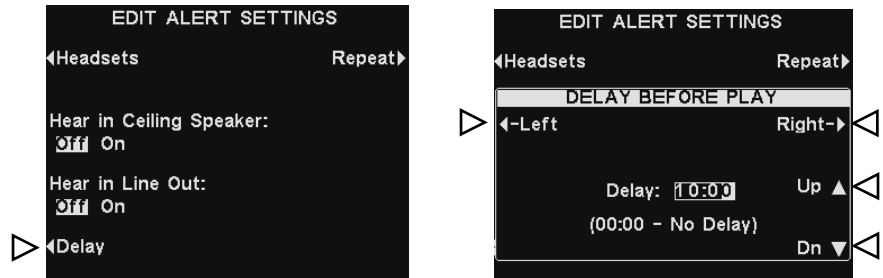 EDIT ALERT SETTINGS
◀Headsets Repeat▶
Hear in Ceiling Speaker:
Off On
Hear in Line Out:
Off On
◀Delay
EDIT ALERT SETTINGS
◀Headsets Repeat▶
DELAY BEFORE PLAY
◀-Left Right-▶
Delay: 10:00 Up ▲
(00:00 - No Delay)
Dn ▼